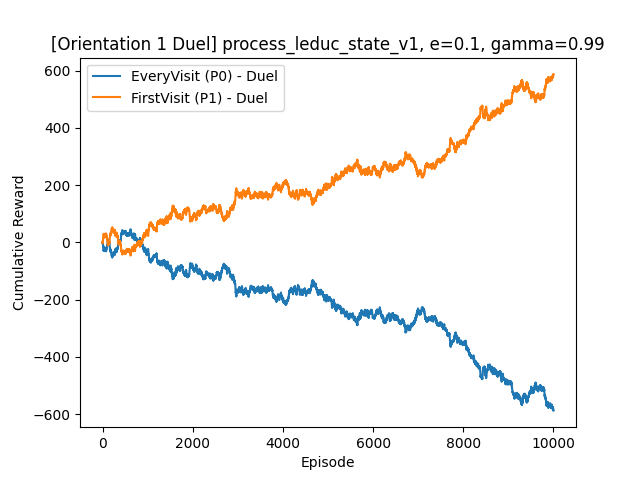 [Orientation 1 Duel] process_leduc_state_v1, e=0.1, gamma=0.99
EveryVisit (P0) - Duel
FirstVisit (P1) - Duel
600
400
200
0
−200
−400
−600
Cumulative Reward
0 2000 4000 6000 8000 10000
Episode